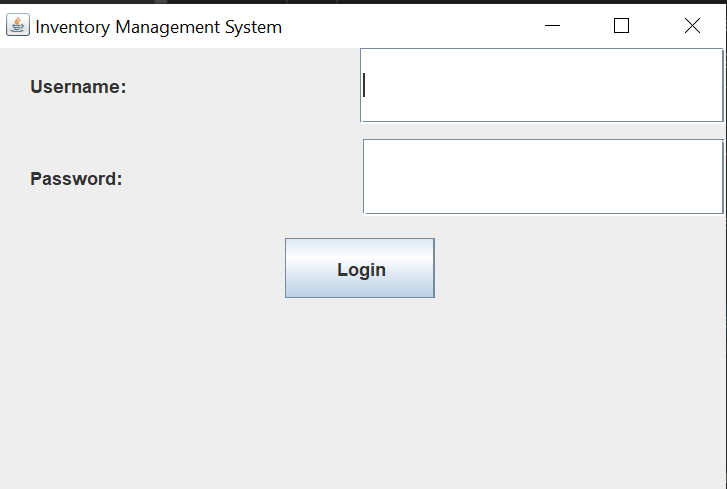 Inventory Management System
Username:
Password:
Login